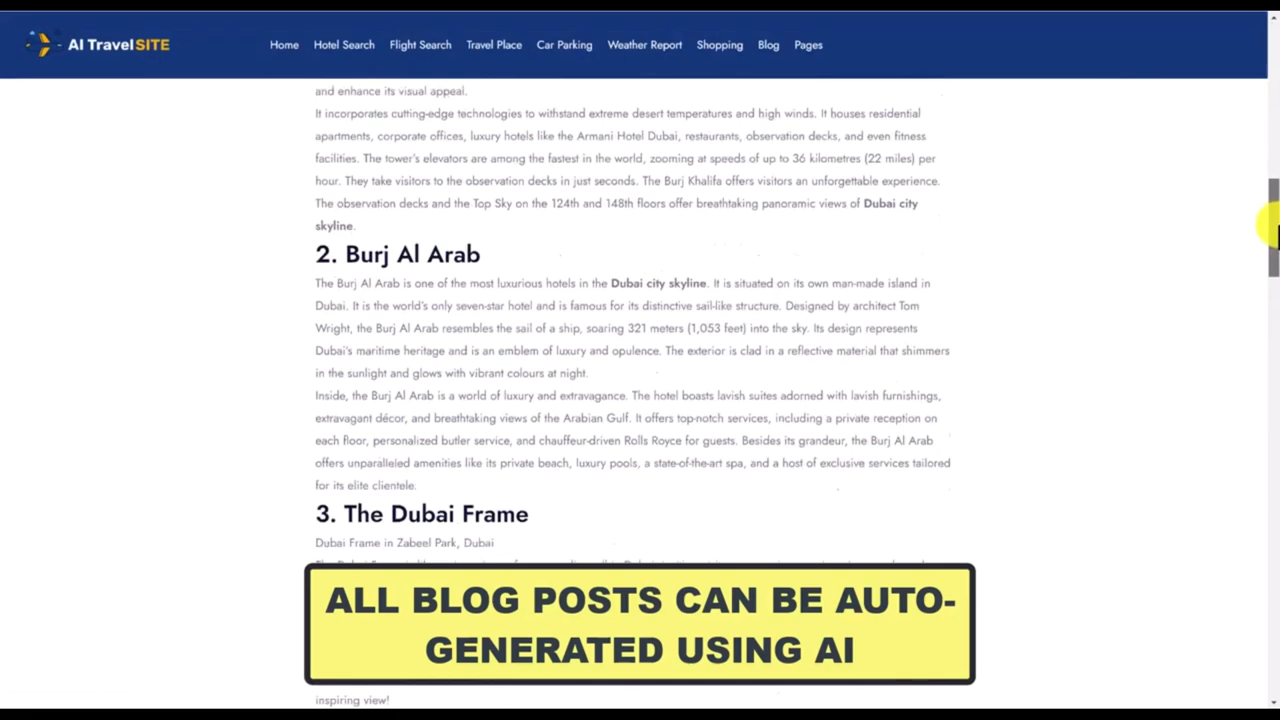 AI TravelSITE
Home Hotel Search Flight Search Travel Place Car Parking Weather Report Shopping Blog Pages
and enhance its visual appeal.
It incorporates cutting-edge technologies to withstand extreme desert temperatures and high winds. It houses residential
apartments, corporate offices, luxury hotels like the Armani Hotel Dubai, restaurants, observation decks, and even fitness
facilities. The tower's elevators are among the fastest in the world, zooming at speeds of up to 36 kilometres (22 miles) per
hour. They take visitors to the observation decks in just seconds. The Burj Khalifa offers visitors an unforgettable experience.
The observation decks and the Top Sky on the 124th and 148th floors offer breathtaking panoramic views of Dubai city
skyline.
2. Burj Al Arab
The Burj Al Arab is one of the most luxurious hotels in the Dubai city skyline. It is situated on its own man-made island in
Dubai. It is the world's only seven-star hotel and is famous for its distinctive sail-like structure. Designed by architect Tom
Wright, the Burj Al Arab resembles the sail of a ship, soaring 321 meters (1,053 feet) into the sky. Its design represents
Dubai's maritime heritage and is an emblem of luxury and opulence. The exterior is clad in a reflective material that shimmers
in the sunlight and glows with vibrant colours at night.
Inside, the Burj Al Arab is a world of luxury and extravagance. The hotel boasts lavish suites adorned with lavish furnishings,
extravagant décor, and breathtaking views of the Arabian Gulf. It offers top-notch services, including a private reception on
each floor, personalized butler service, and chauffeur-driven Rolls Royce for guests. Besides its grandeur, the Burj Al Arab
offers unparalleled amenities like its private beach, luxury pools, a state-of-the-art spa, and a host of exclusive services tailored
for its elite clientele.
3. The Dubai Frame
Dubai Frame in Zabeel Park, Dubai
ALL BLOG POSTS CAN BE AUTO-
GENERATED USING AI
inspiring view!